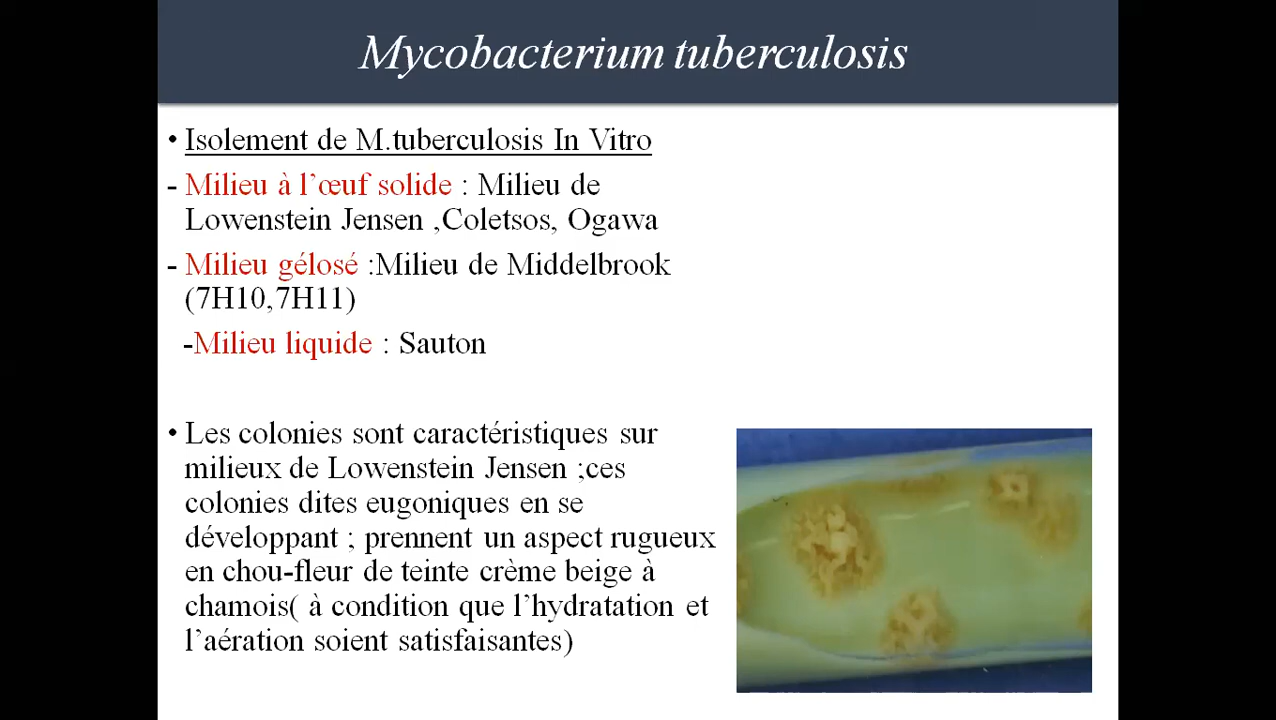 Mycobacterium tuberculosis
• Isolement de M.tuberculosis In Vitro
- Milieu à l’œuf solide : Milieu de
Lowenstein Jensen ,Coletsos, Ogawa
- Milieu gélosé :Milieu de Middelbrook
(7H10,7H11)
-Milieu liquide : Sauton
• Les colonies sont caractéristiques sur
milieux de Lowenstein Jensen ;ces
colonies dites eugoniques en se
développant ; prennent un aspect rugueux
en chou-fleur de teinte crème beige à
chamois( à condition que l’hydratation et
l’aération soient satisfaisantes)